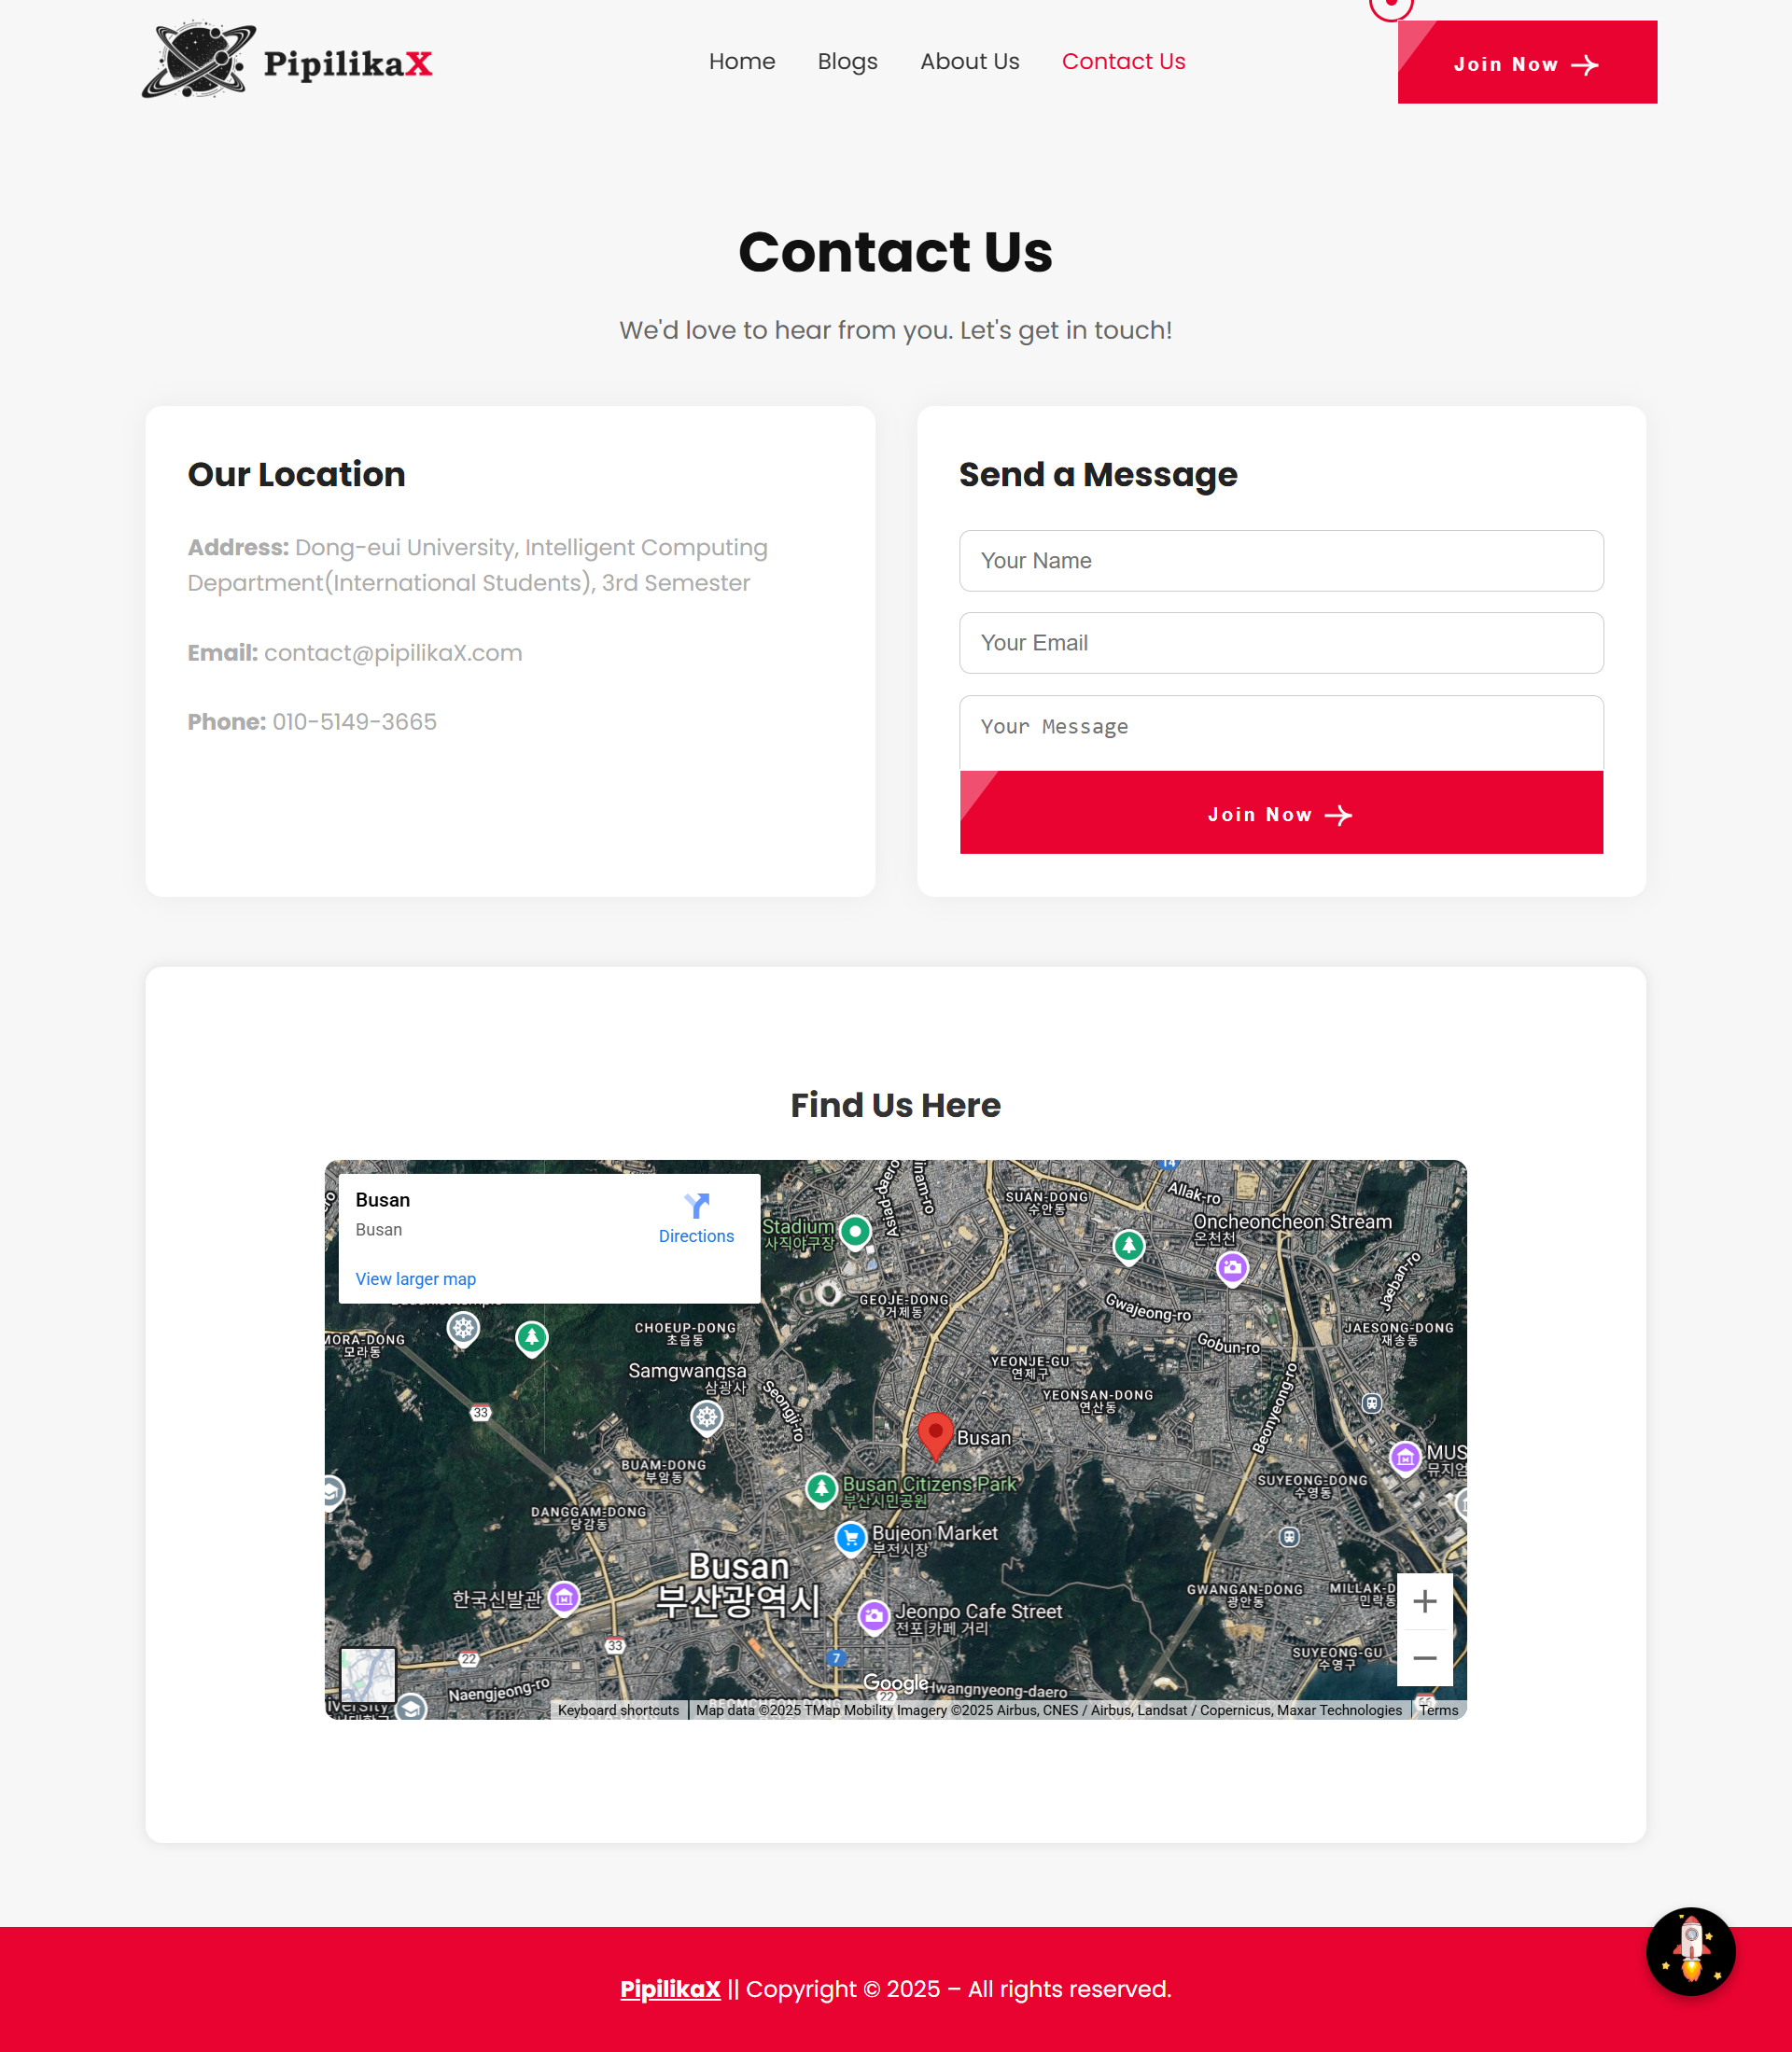 PipilikaX
Home
Blogs
About Us
Contact Us
Join Now
Contact Us
We'd love to hear from you. Let's get in touch!
Our Location
Address: Dong-eui University, Intelligent Computing
Department(International Students), 3rd Semester
Email: contact@pipilikaX.com
Phone: 010-5149-3665
Send a Message
Your Name
Your Email
Your Message
Join Now
Find Us Here
Busan
Busan
Directions
View larger map
Stadium
사직야구장
Asiad-daero
SUAN-DONG
수안동
14
Allak-ro
Oncheoncheon Stream
온천천
Jaeban-ro
GEOJE-DONG
거제동
Gwajeong-ro
Gobun-ro
JAESONG-DONG
재송동
MORA-DONG
모라동
CHOEUP-DONG
초읍동
Samgwangsa
삼광사
Seongji-ro
YEONJE-GU
연제구
YEONSAN-DONG
연산동
33
Beonyeong-ro
Busan
MUS
뮤지엄
BUAM-DONG
부암동
Busan Citizens Park
부산시민공원
SUYEONG-DONG
수영동
DANGGAM-DONG
당감동
Bujeon Market
부전시장
Busan
부산광역시
한국신발관
GWANGAN-DONG
광안동
MILLAK-D
민락동
Jeonpo Cafe Street
전포 카페 거리
33
22
7
SUYEONG-GU
수영구
Naengjeong-ro
Google
22
Hwangnyeong-daero
Keyboard shortcuts
Map data ©2025 TMap Mobility Imagery ©2025 Airbus, CNES / Airbus, Landsat / Copernicus, Maxar Technologies
Terms
PipilikaX || Copyright © 2025 – All rights reserved.